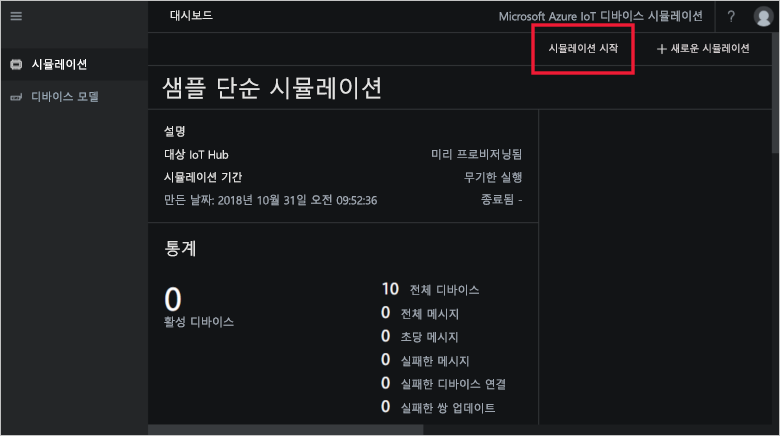 대시보드
Microsoft Azure IoT 디바이스 시뮬레이션
?
시뮬레이션 시작
+ 새로운 시뮬레이션
시뮬레이션
디바이스 모델
샘플 단순 시뮬레이션
설명
대상 IoT Hub 미리 프로비저닝됨
시뮬레이션 기간 무기한 실행
만든 날짜: 2018년 10월 31일 오전 09:52:36 종료됨 -
통계
0
활성 디바이스
10 전체 디바이스
0 전체 메시지
0 초당 메시지
0 실패한 메시지
0 실패한 디바이스 연결
0 실패한 쌍 업데이트